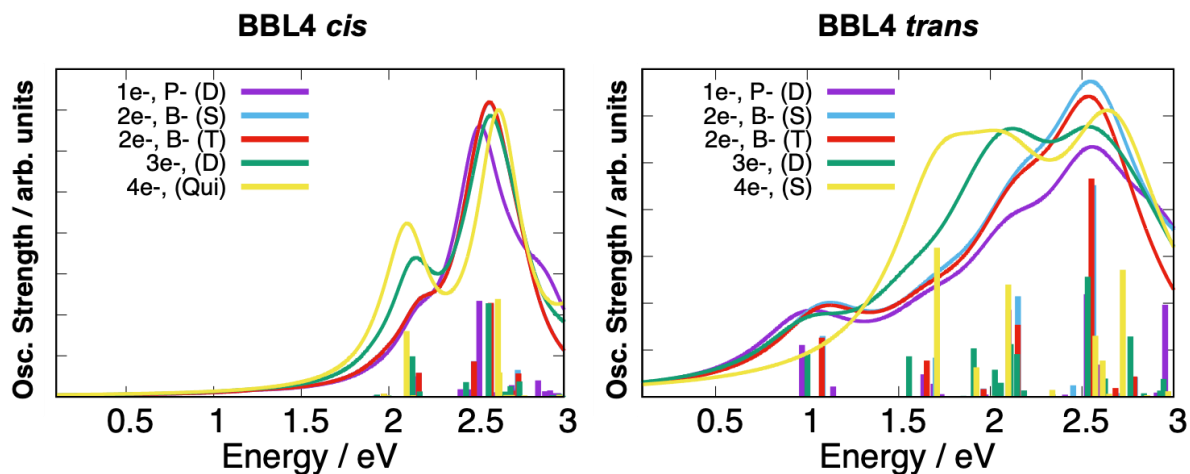 BBL4 cis
Osc. Strength / arb. units
1e-, P- (D)
2e-, B- (S)
2e-, B- (T)
3e-, (D)
4e-, (Qui)
0.5 1 1.5 2 2.5 3
Energy / eV
BBL4 trans
Osc. Strength / arb. units
1e-, P- (D)
2e-, B- (S)
2e-, B- (T)
3e-, (D)
4e-, (S)
0.5 1 1.5 2 2.5 3
Energy / eV